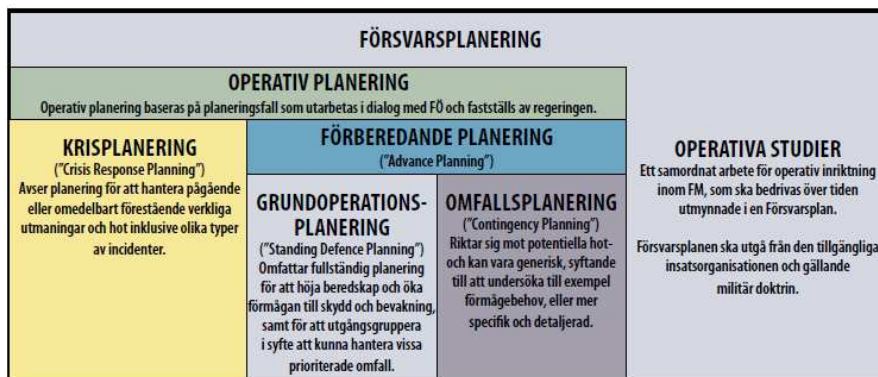 FÖRSVARSPLANERING
OPERATIV PLANERING
Operativ planering baseras på planeringsfall som utarbetas i dialog med FÖ och fastställs av regeringen.
KRISPLANERING
("Crisis Response Planning")
Avser planering för att hantera pågående
eller omedelbart förestående verkliga
utmaningar och hot inklusive olika typer
av incidenter.
FÖRBEREDANDE PLANERING
("Advance Planning")
GRUNDOPERATIONS-
PLANERING
("Standing Defence Planning")
Omfattar fullständig planering
för att höja beredskap och öka
förmågan till skydd och bevakning,
samt för att utgångsgruppera
i syfte att kunna hantera vissa
prioriterade omfall.
OMFALLSPLANERING
("Contingency Planning")
Riktar sig mot potentiella hot-
och kan vara generisk, syftande
till att undersöka till exempel
förmågebehov, eller mer
specifik och detaljerad.
OPERATIVA STUDIER
Ett samordnat arbete för operativ inriktning
inom FM, som ska bedrivas över tiden
utmynnade i en Försvarsplan.
Försvarsplanen ska utgå från den tillgängliga
insatsorganisationen och gällande
militär doktrin.